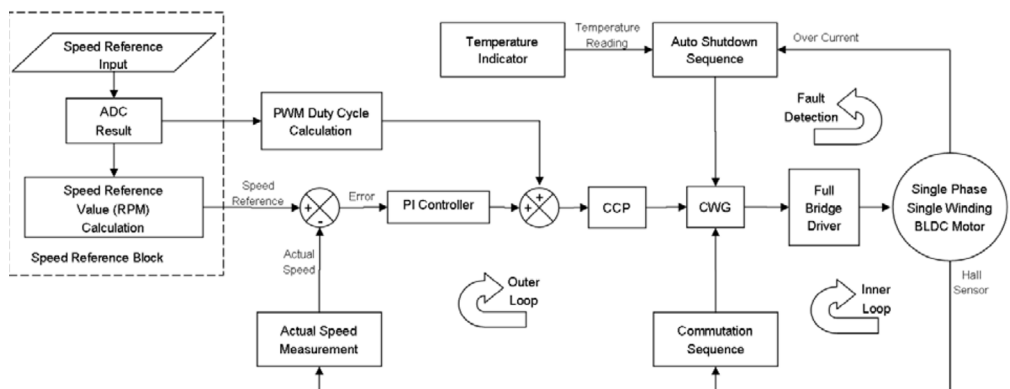 Speed Reference
Input
ADC
Result
Speed Reference
Value (RPM)
Calculation
Speed Reference Block
PWM Duty Cycle
Calculation
Speed
Reference
+
-
Error
Actual
Speed
PI Controller
+
+
CCP
CWG
Temperature
Indicator
Temperature
Reading
Auto Shutdown
Sequence
Over Current
Fault
Detection
Full
Bridge
Driver
Single Phase
Single Winding
BLDC Motor
Hall
Sensor
Outer
Loop
Inner
Loop
Actual Speed
Measurement
Commutation
Sequence